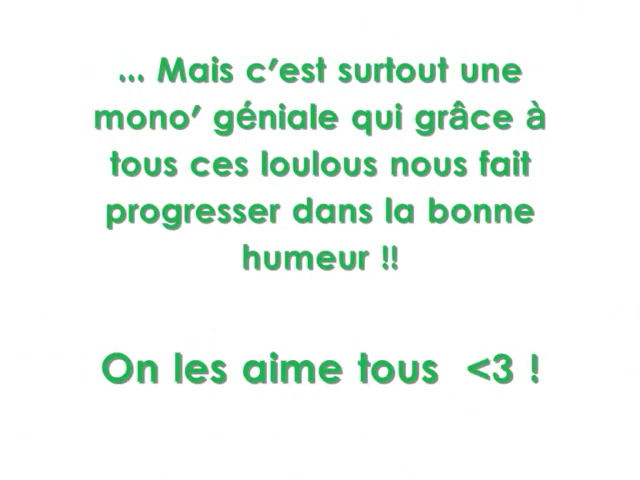 ... Mais c'est surtout une
mono' géniale qui grâce à
tous ces loulous nous fait
progresser dans la bonne
humeur !!
On les aime tous <3 !